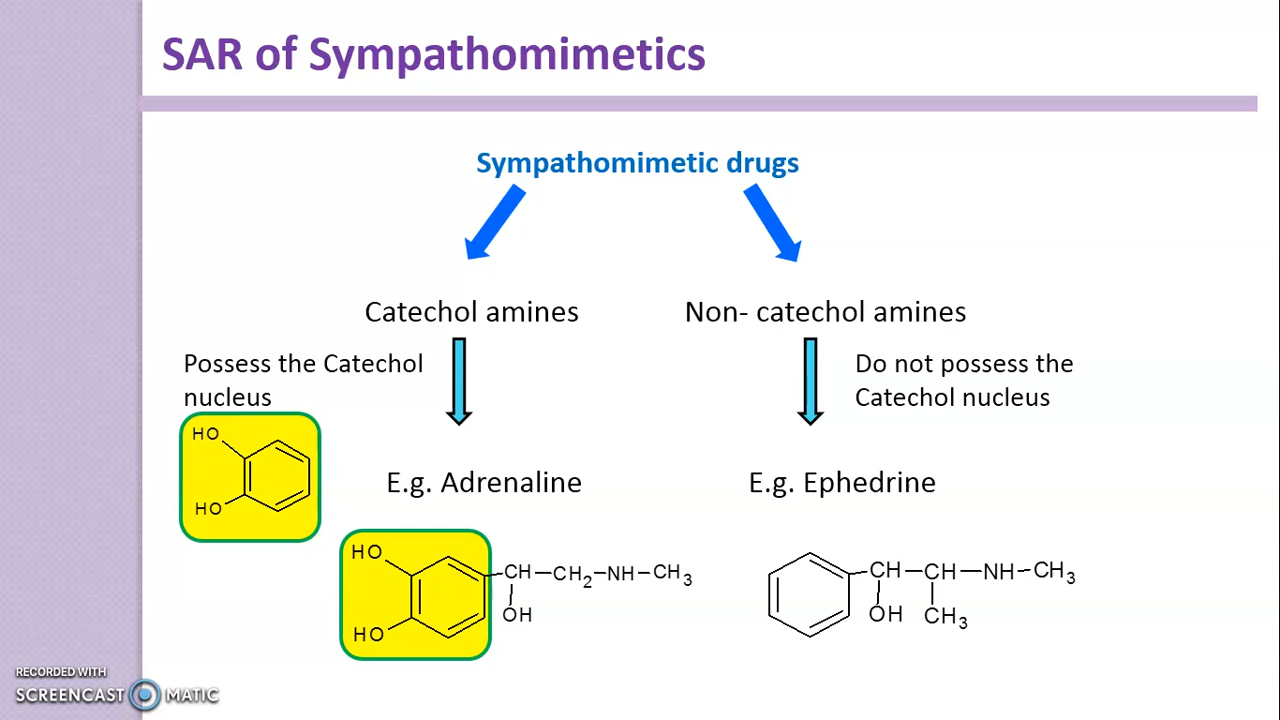 SAR of Sympathomimetics
Sympathomimetic drugs
Catechol amines
Non- catechol amines
Possess the Catechol
nucleus
Do not possess the
Catechol nucleus
HO
HO
E.g. Adrenaline
E.g. Ephedrine
HO
HO
CH-CH2-NH-CH3
OH
CH-CH-NH-CH3
OH CH3
RECORDED WITH
SCREENCAST MATIC